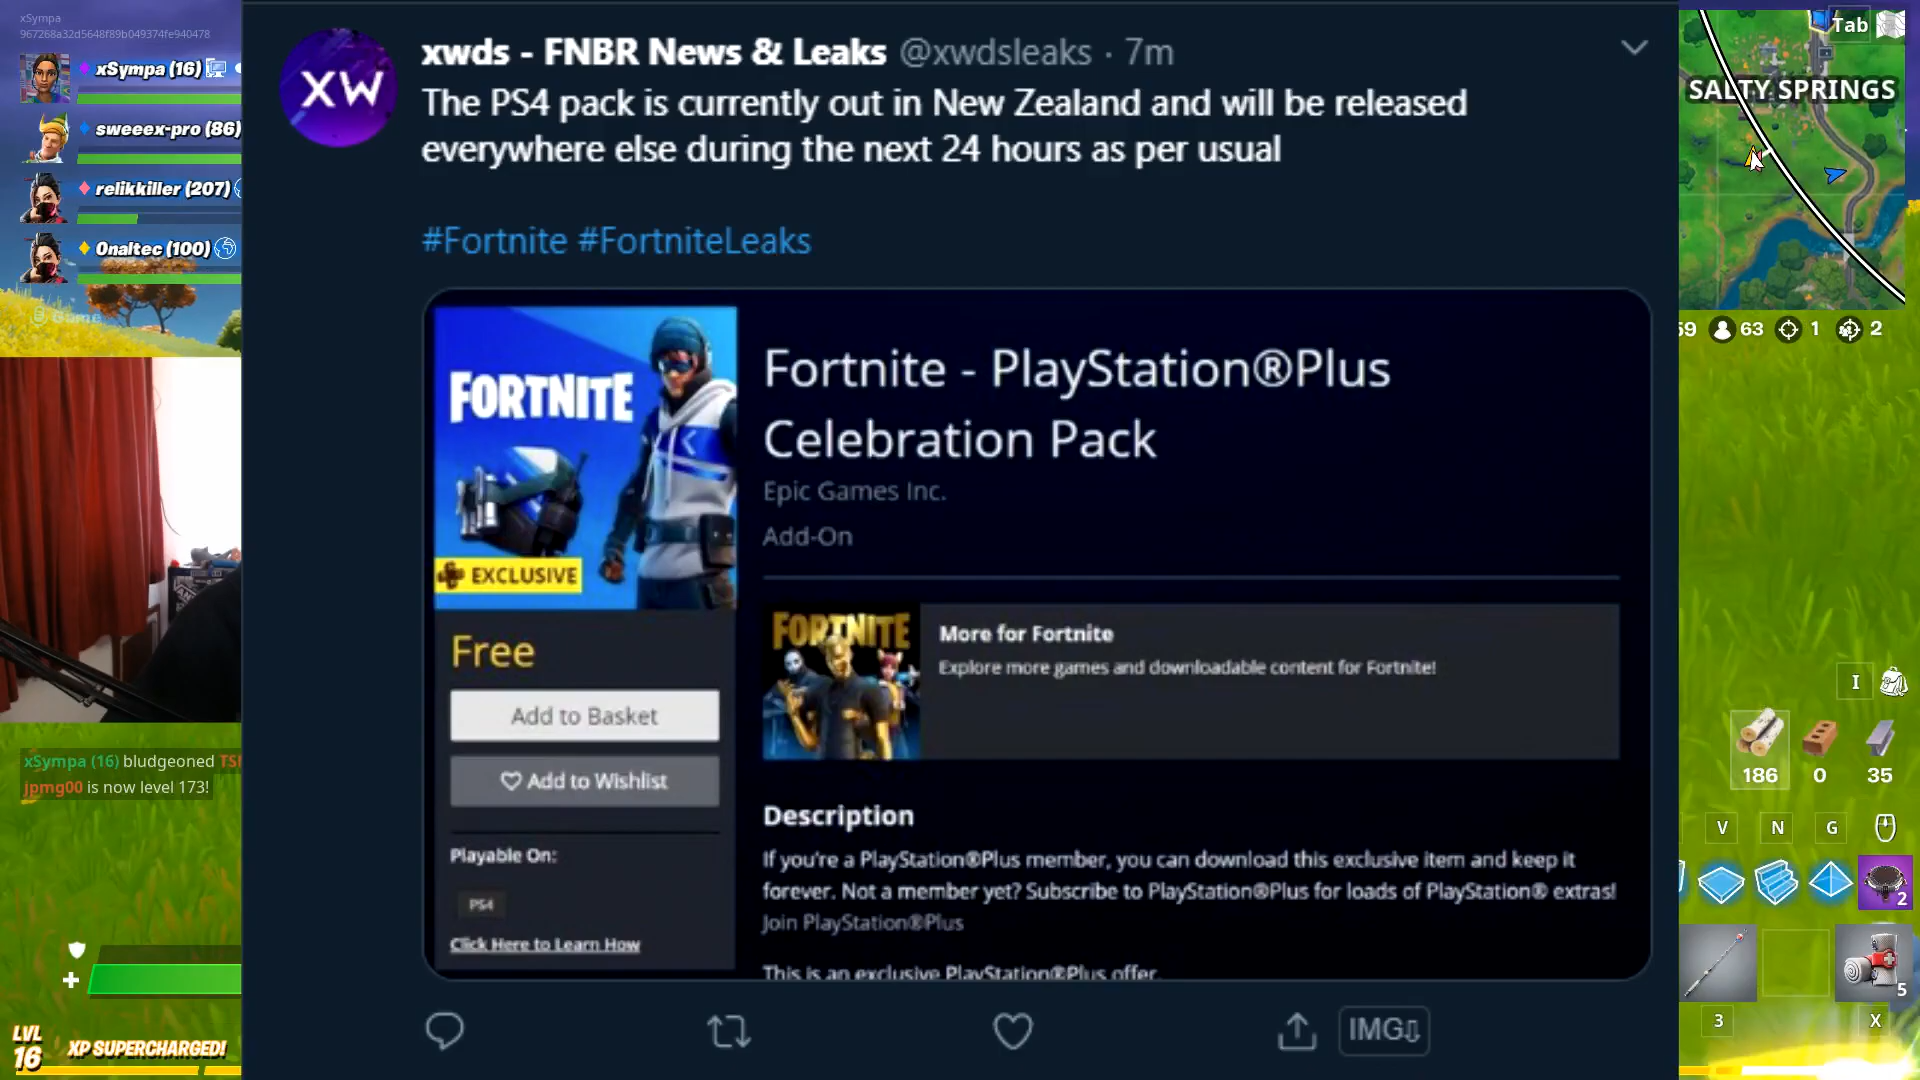 xSympa
967268a32d5648f89b049374fe940478
xSympa (16)
sweeex-pro (86)
relikkiller (207)
0naltec (100)
Game
xwds - FNBR News & Leaks @xwdsleaks · 7m
The PS4 pack is currently out in New Zealand and will be released
everywhere else during the next 24 hours as per usual
#Fortnite #FortniteLeaks
XW
FORTNITE
EXCLUSIVE
Fortnite - PlayStation®Plus
Celebration Pack
Epic Games Inc.
Add-On
Free
Add to Basket
Add to Wishlist
Playable On:
PS4
Click Here to Learn How
FORTNITE
More for Fortnite
Explore more games and downloadable content for Fortnite!
Description
If you're a PlayStation®Plus member, you can download this exclusive item and keep it
forever. Not a member yet? Subscribe to PlayStation®Plus for loads of PlayStation® extras!
Join PlayStation®Plus
This is an exclusive PlayStation®Plus offer.
IMG
Tab
SALTY SPRINGS
59 63 1 2
I
186 0 35
V N G
2
5
3 X
xSympa (16) bludgeoned TS
jpmg00 is now level 173!
LVL
16
XP SUPERCHARGED!